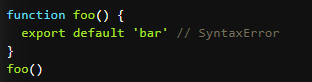 function foo() {
  export default 'bar' // SyntaxError
}
foo()